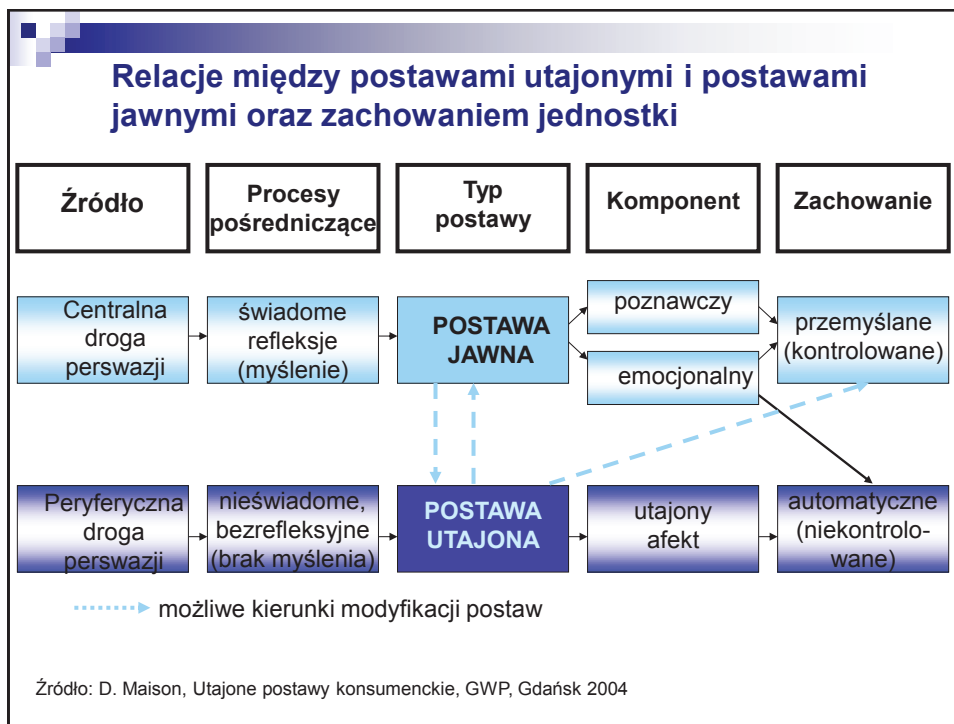 Relacje między postawami utajonymi i postawami
jawnymi oraz zachowaniem jednostki
Źródło
Procesy
pośredniczące
Typ
postawy
Komponent
Zachowanie
Centralna
droga
perswazji
świadome
refleksje
(myślenie)
POSTAWA
JAWNA
poznawczy
emocjonalny
przemyślane
(kontrolowane)
Peryferyczna
droga
perswazji
nieświadome,
bezrefleksyjne
(brak myślenia)
POSTAWA
UTAJONA
utajony
afekt
automatyczne
(niekontrolo-
wane)
możliwe kierunki modyfikacji postaw
Źródło: D. Maison, Utajone postawy konsumenckie, GWP, Gdańsk 2004